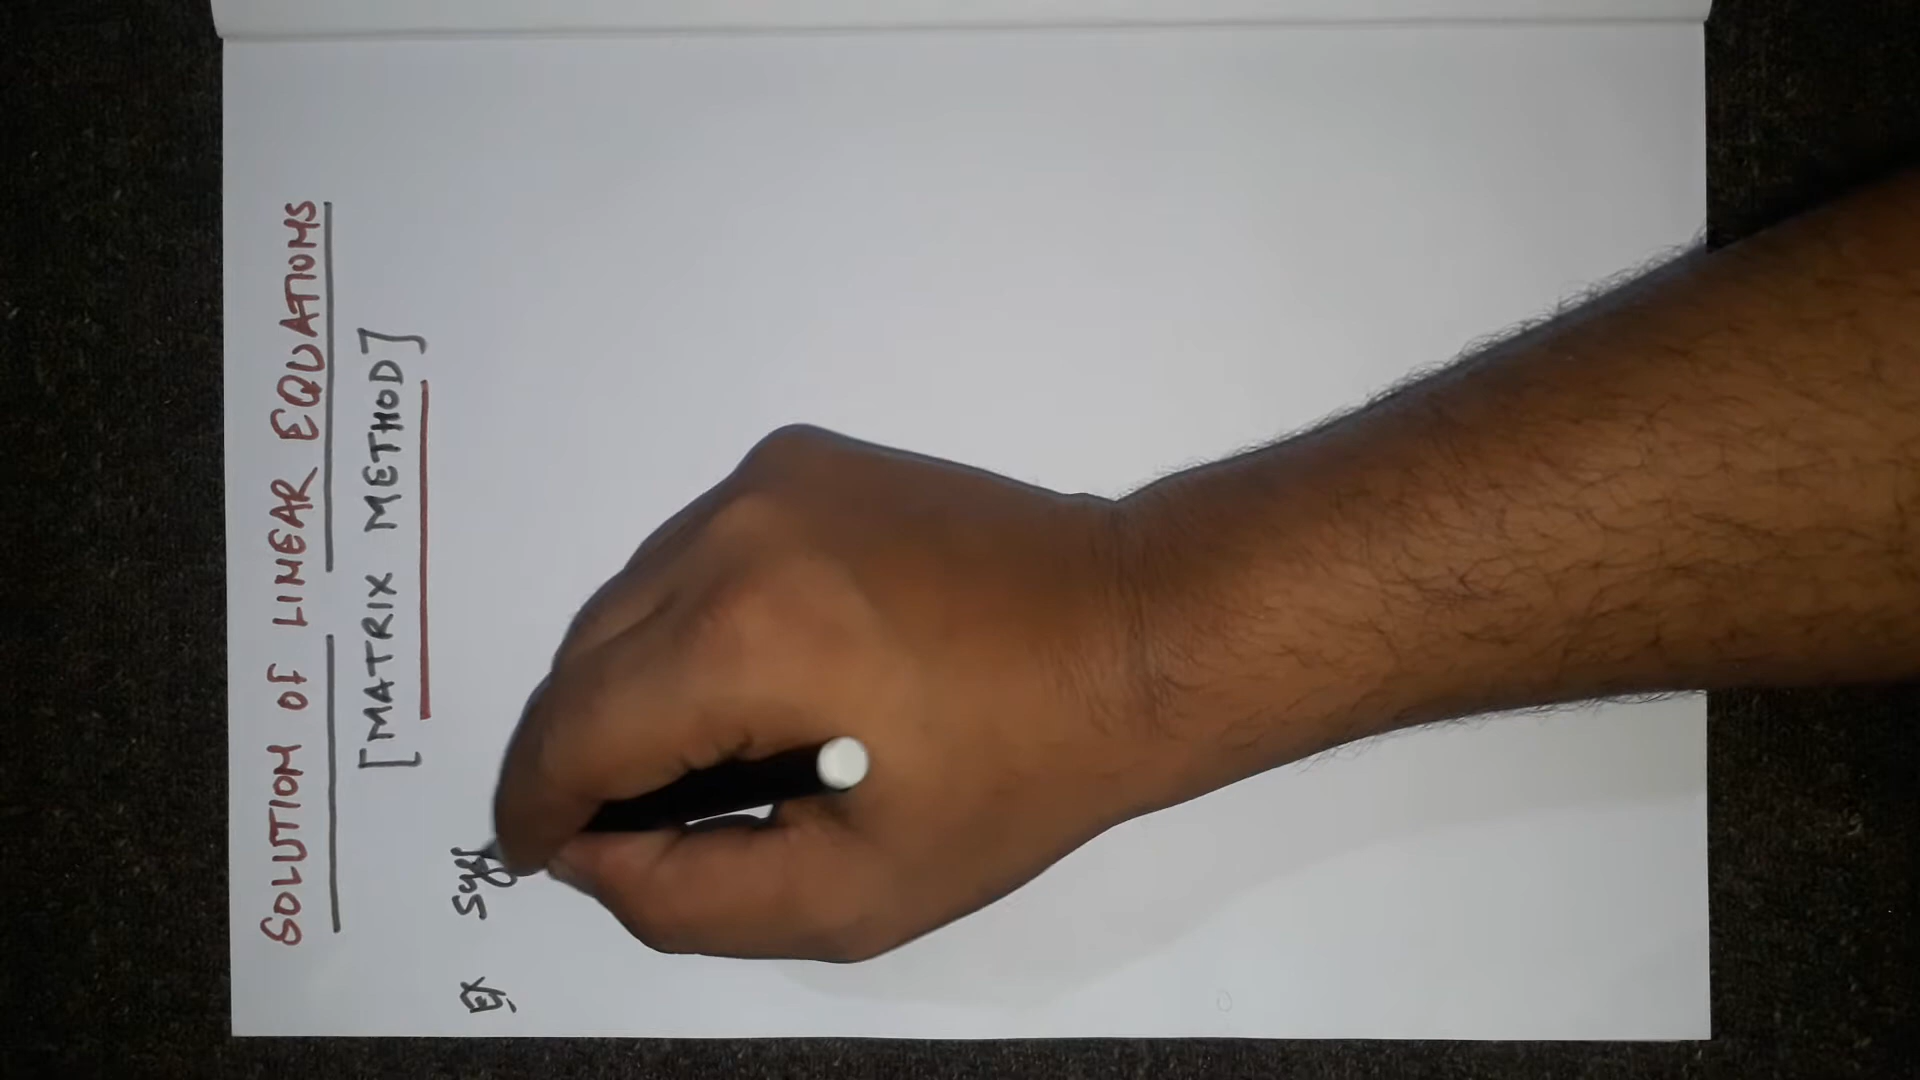 SOLUTION Of LINEAR EQUATIONS
[MATRIX METHOD]
Ex